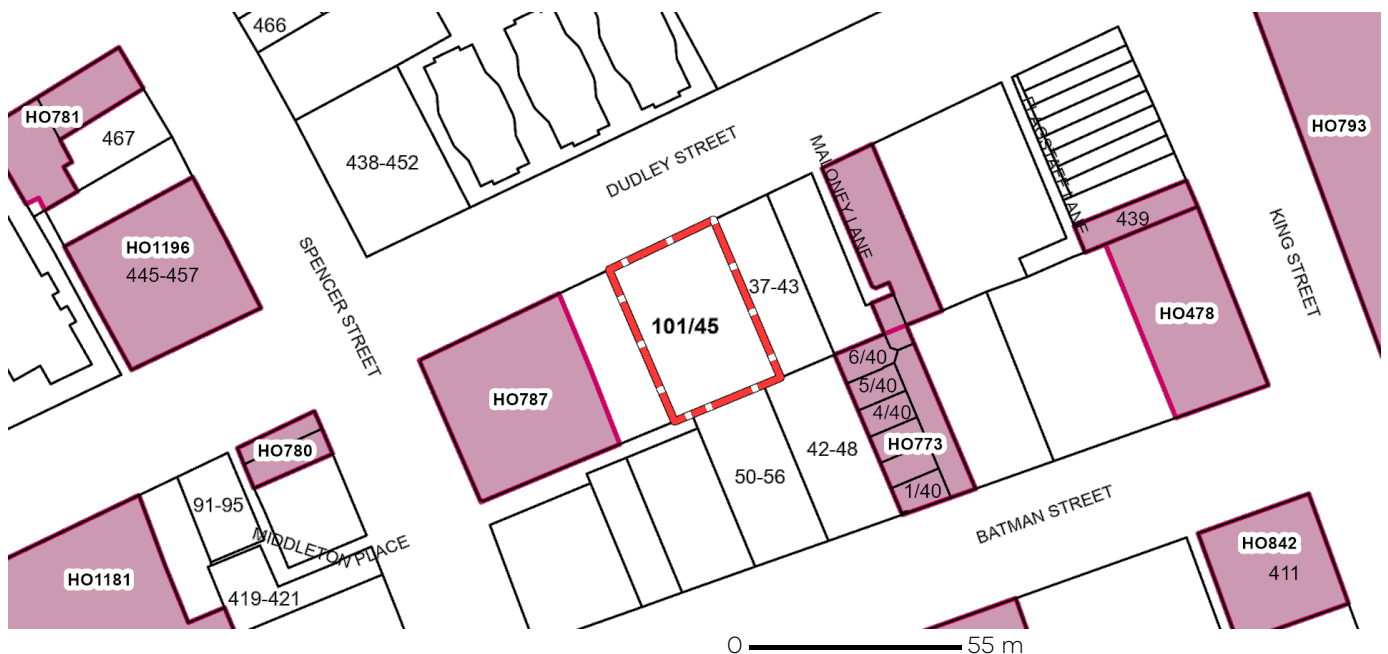 466
HO781
467
438-452
DUDLEY STREET
MALONEY LANE
FLAGSTAFF LANE
HO793
439
HO1196
445-457
SPENCER STREET
KING STREET
37-43
101/45
HO478
6/40
5/40
4/40
HO787
HO773
42-48
HO780
50-56
1/40
91-95
BATMAN STREET
MIDDLETON PLACE
HO842
411
HO1181
419-421
0 55 m